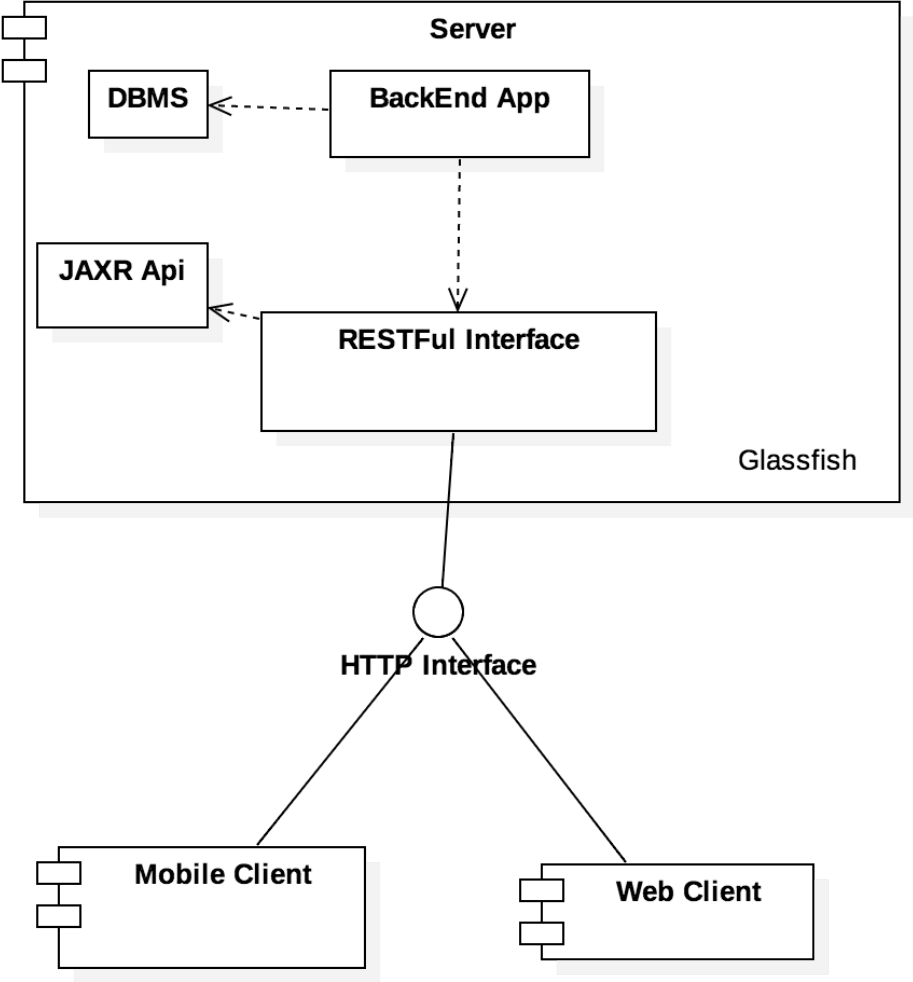 Server
DBMS
BackEnd App
JAXR Api
RESTFul Interface
Glassfish
HTTP Interface
Mobile Client
Web Client